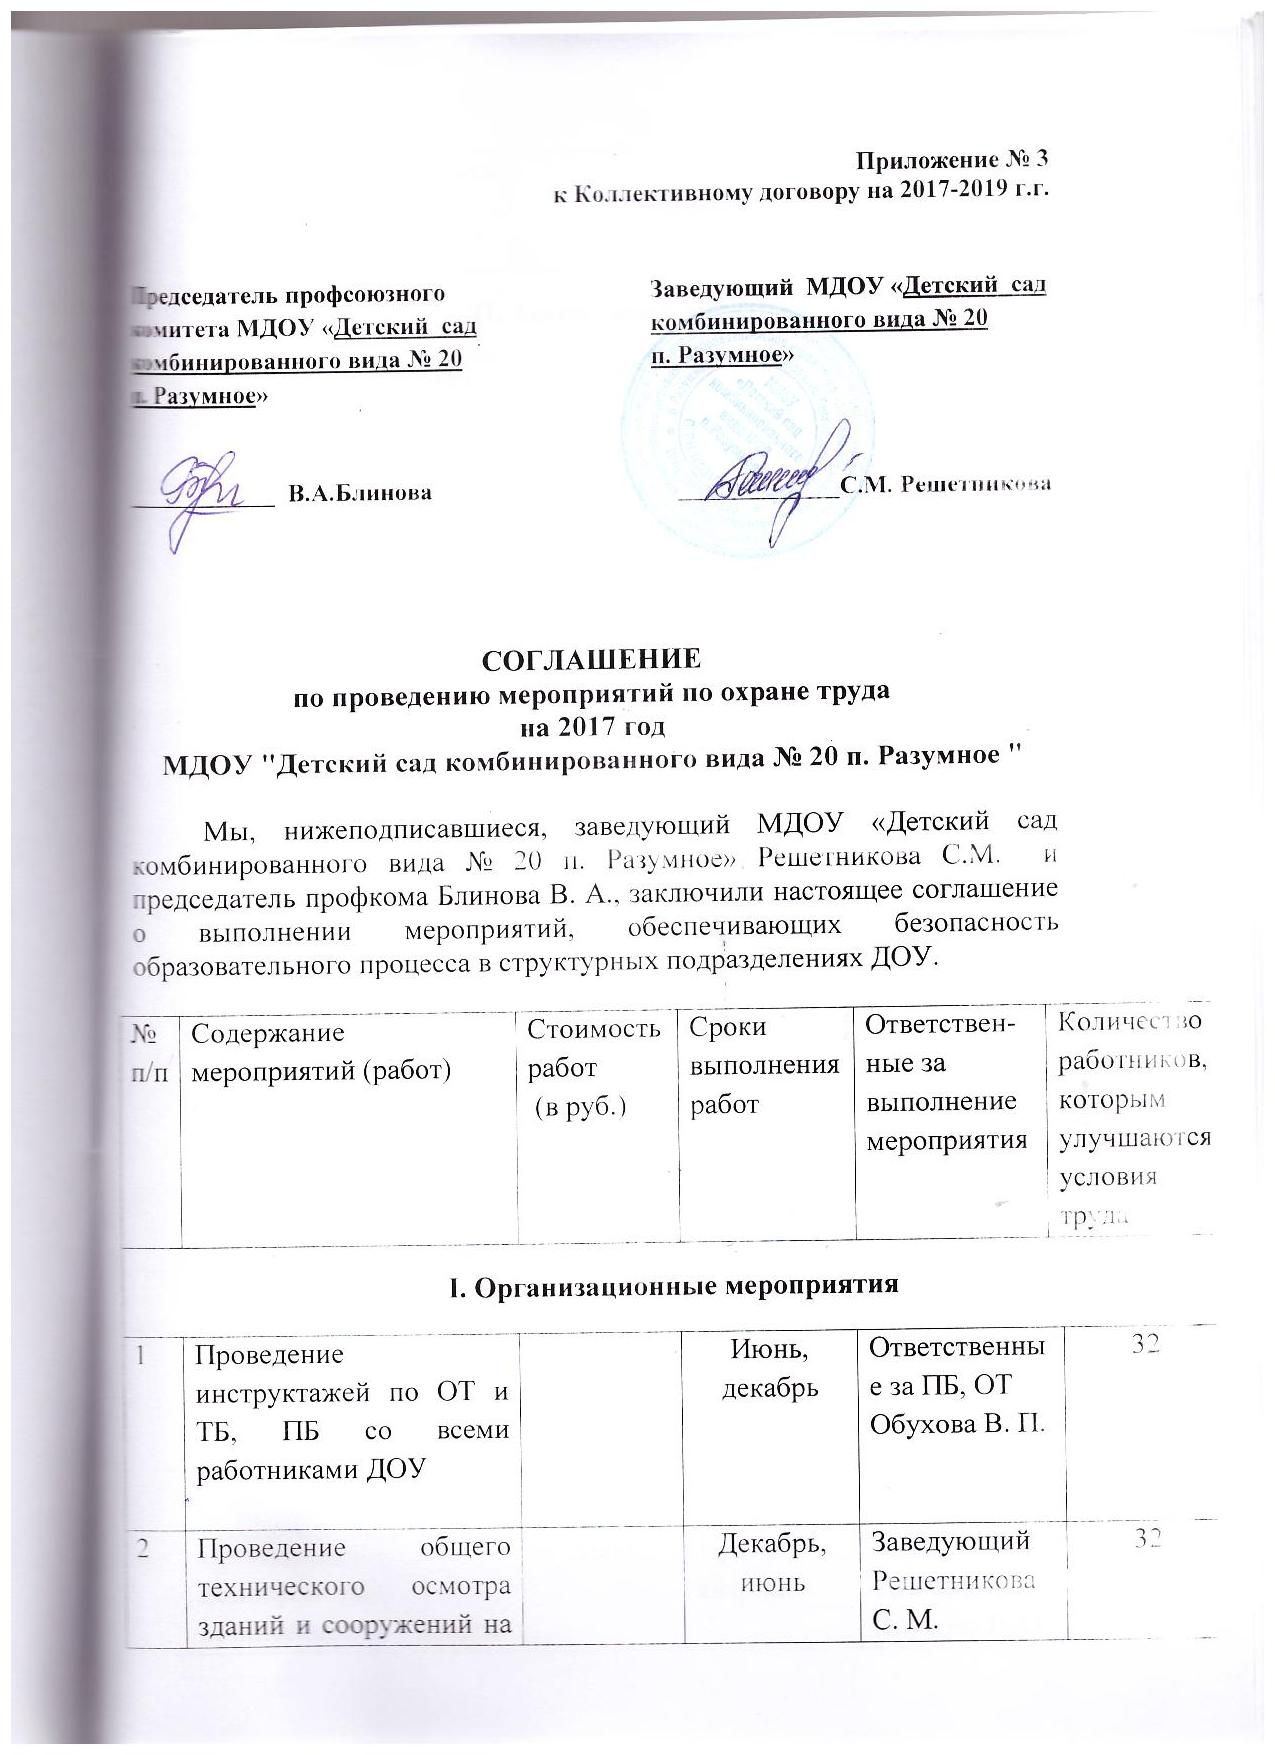 Приложение № 3
к Коллективному договору на 2017-2019 г.г.
Председатель профсоюзного
комитета МДОУ «Детский сад
комбинированного вида № 20
п. Разумное»
В.А.Блинова
Заведующий МДОУ «Детский сад
комбинированного вида № 20
п. Разумное»
С.М. Решетникова
СОГЛАШЕНИЕ
по проведению мероприятий по охране труда
на 2017 год
МДОУ "Детский сад комбинированного вида № 20 п. Разумное "
Мы, нижеподписавшиеся, заведующий МДОУ «Детский сад
комбинированного вида № 20 п. Разумное» Решетникова С.М. и
председатель профкома Блинова В. А., заключили настоящее соглашение
о выполнении мероприятий, обеспечивающих безопасность
образовательного процесса в структурных подразделениях ДОУ.
№
п/п
Содержание
мероприятий (работ)
Стоимость
работ
(в руб.)
Сроки
выполнения
работ
Ответствен-
ные за
выполнение
мероприятия
Количество
работников,
которым
улучшаются
условия
труда
I. Организационные мероприятия
1
Проведение
инструктажей по ОТ и
ТБ, ПБ со всеми
работниками ДОУ
Июнь,
декабрь
Ответственны
е за ПБ, ОТ
Обухова В. П.
32
2
Проведение общего
технического осмотра
зданий и сооружений на
Декабрь,
июнь
Заведующий
Решетникова
С. М.
32